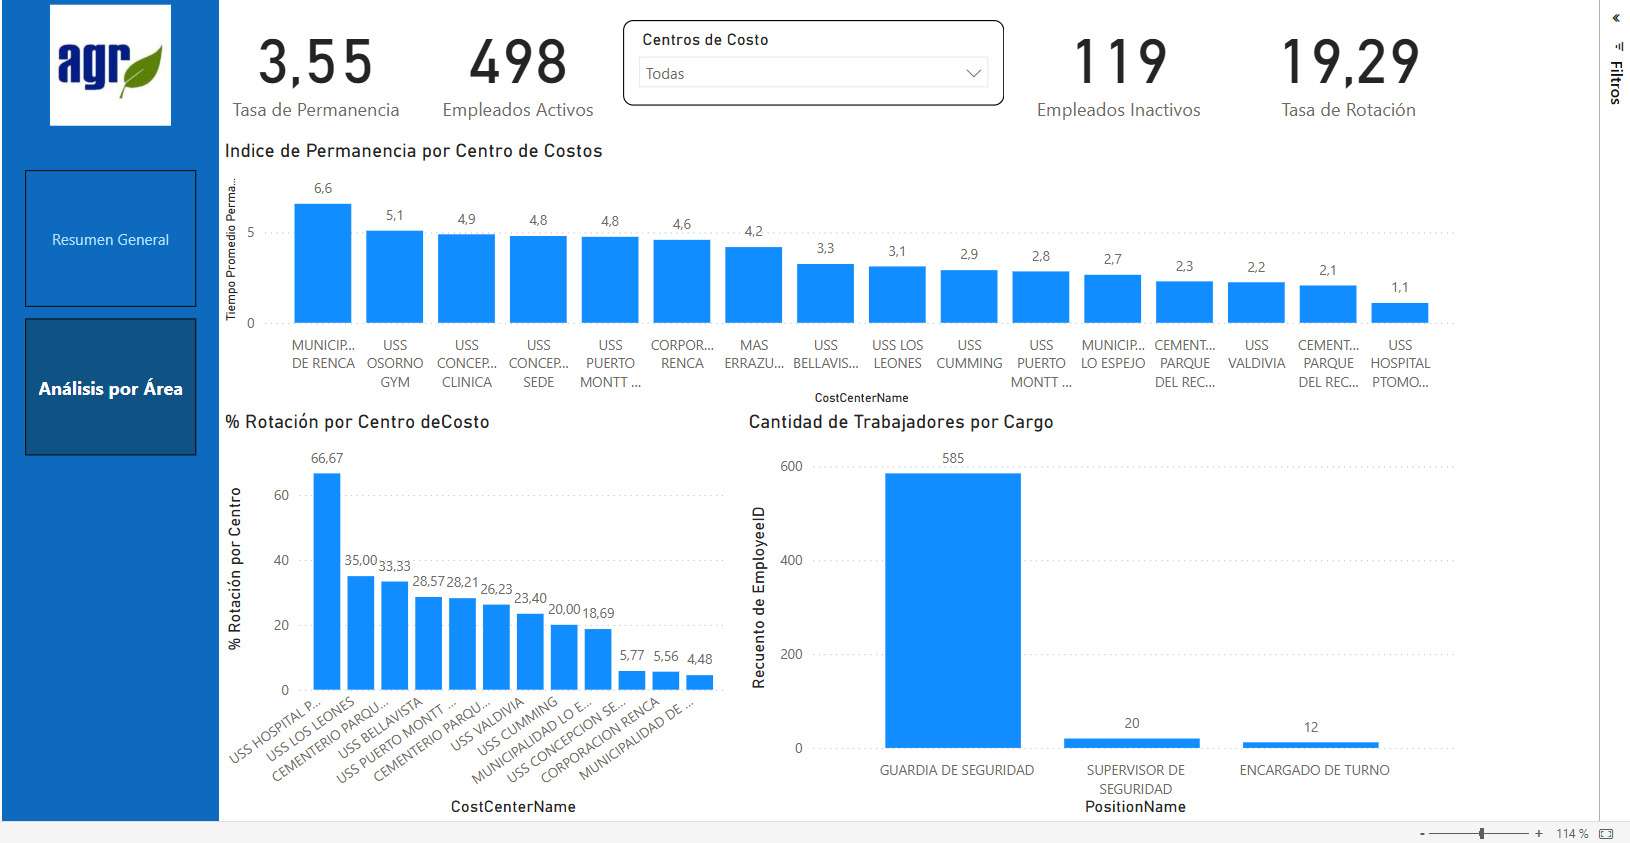 agr
Resumen General
Análisis por Área
3,55
Tasa de Permanencia
498
Empleados Activos
Centros de Costo
Todas
119
Empleados Inactivos
19,29
Tasa de Rotación
Filtros
Indice de Permanencia por Centro de Costos
Tiempo Promedio Perma...
5
0
6,6
5,1
4,9
4,8
4,8
4,6
4,2
3,3
3,1
2,9
2,8
2,7
2,3
2,2
2,1
1,1
MUNICIP...
DE RENCA
USS
OSORNO
GYM
USS
CONCEP...
CLINICA
USS
CONCEP...
SEDE
USS
PUERTO
MONTT ...
CORPOR...
RENCA
MAS
ERRAZU...
USS
BELLAVIS...
USS LOS
LEONES
USS
CUMMING
USS
PUERTO
MONTT ...
MUNICIP...
LO ESPEJO
CEMENT...
PARQUE
DEL REC...
USS
VALDIVIA
CEMENT...
PARQUE
DEL REC...
USS
HOSPITAL
PTOMO...
CostCenterName
% Rotación por Centro deCosto
% Rotación por Centro
60
40
20
0
66,67
35,00
33,33
28,57
28,21
26,23
23,40
20,00
18,69
5,77
5,56
4,48
USS HOSPITAL P...
USS LOS LEONES
CEMENTERIO PARQU...
USS BELLAVISTA
USS PUERTO MONTT ...
CEMENTERIO PARQU...
USS VALDIVIA
USS CUMMING
MUNICIPALIDAD LO E...
USS CONCEPCION SE...
CORPORACION RENCA
MUNICIPALIDAD DE ...
CostCenterName
Cantidad de Trabajadores por Cargo
Recuento de EmployeeID
600
400
200
0
585
20
12
GUARDIA DE SEGURIDAD
SUPERVISOR DE
SEGURIDAD
ENCARGADO DE TURNO
PositionName
- + 114 %